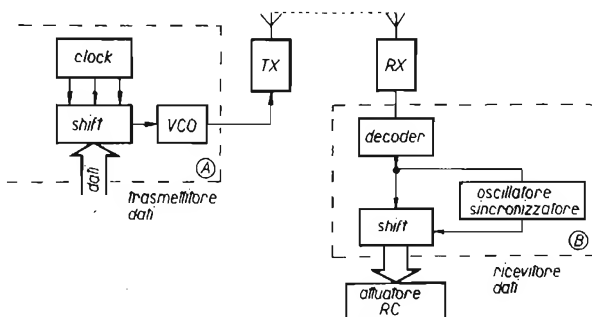 clock
shift
VCO
TX
RX
dati
A
trasmettitore
dati
decoder
oscillatore
sincronizzatore
shift
B
ricevitore
dati
attuatore
RC